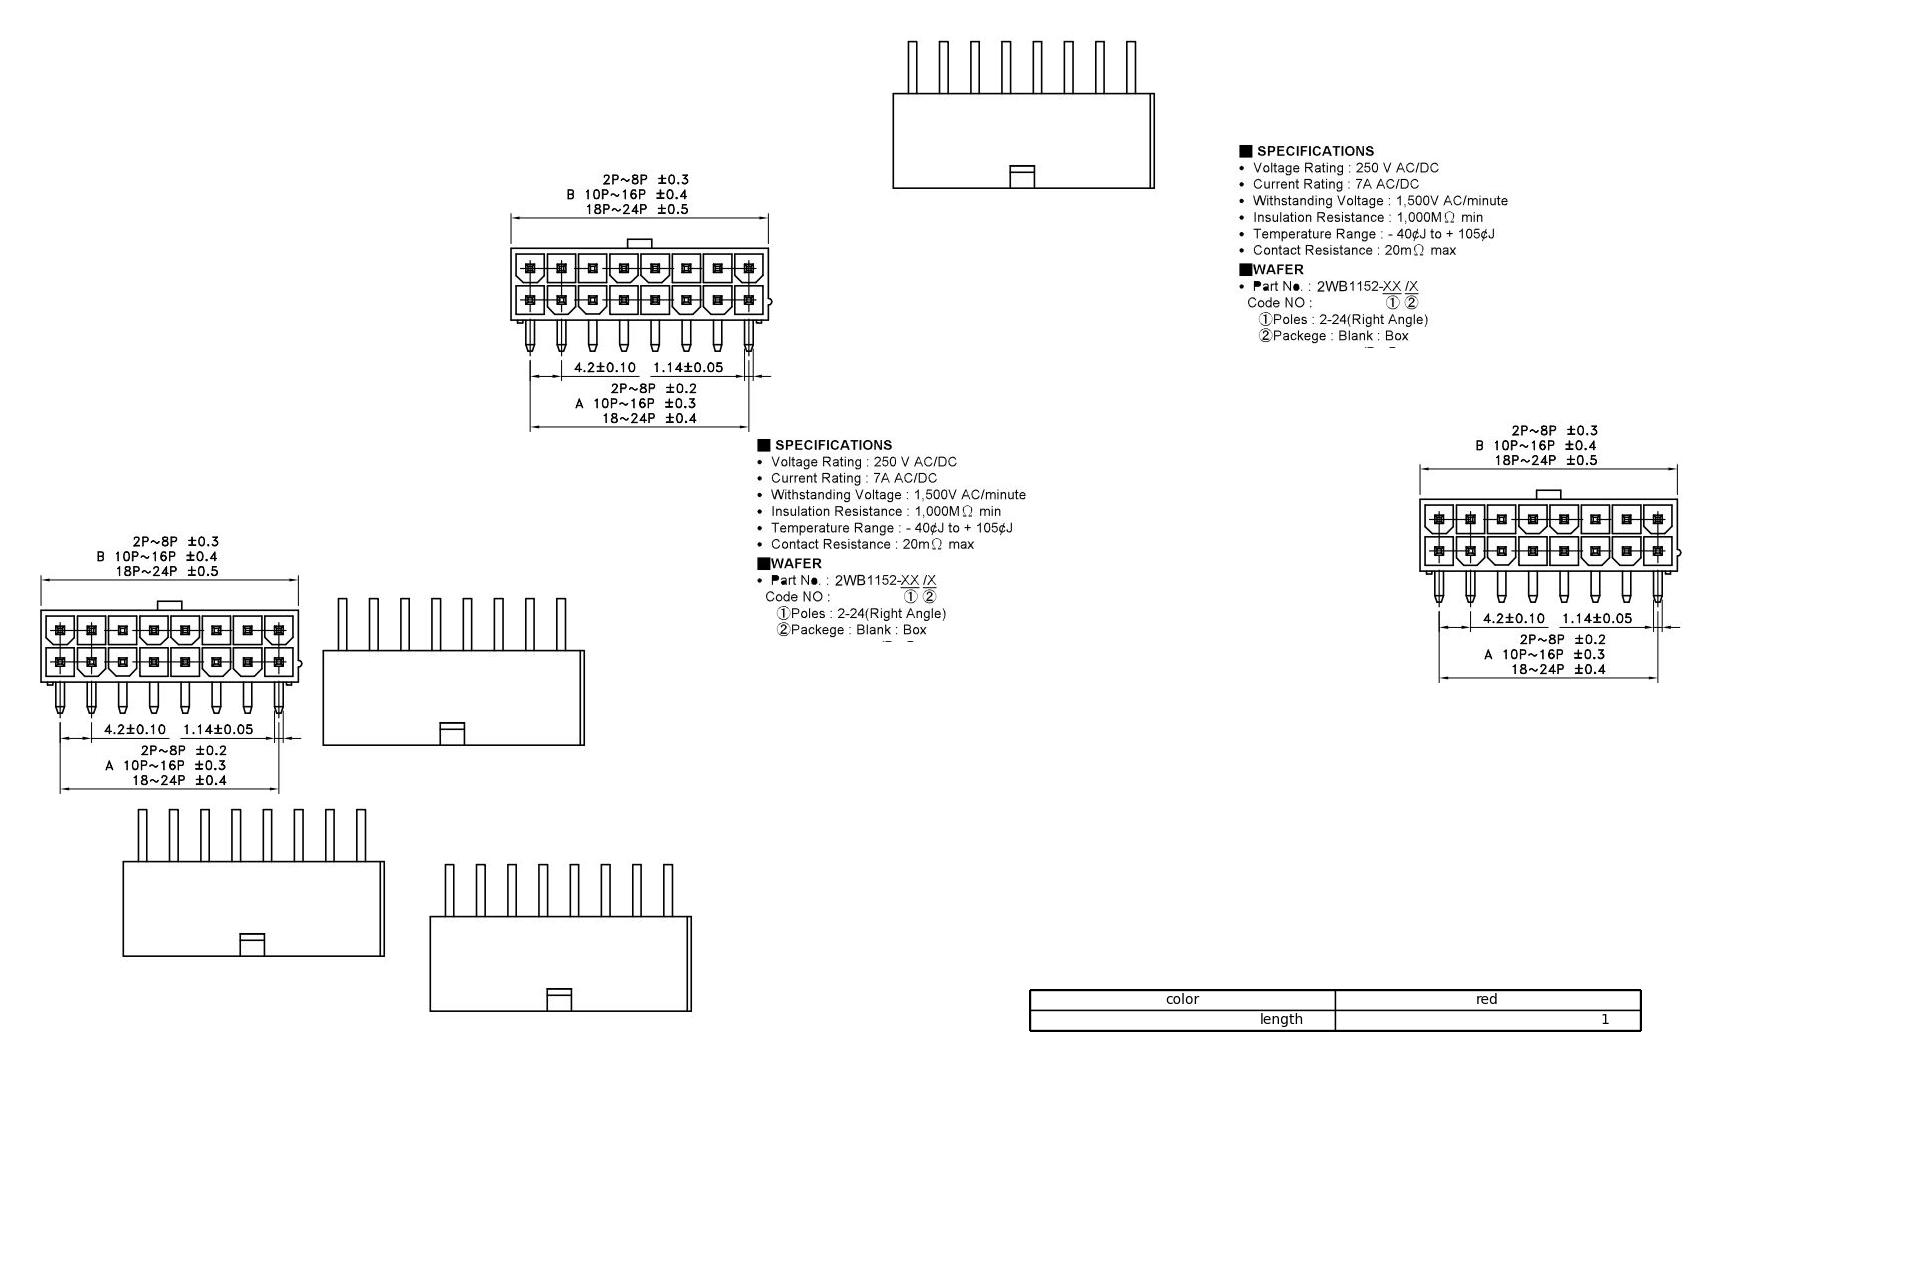 ■ SPECIFICATIONS
• Voltage Rating : 250 V AC/DC
• Current Rating : 7A AC/DC
• Withstanding Voltage : 1,500V AC/minute
• Insulation Resistance : 1,000MΩ min
• Temperature Range : - 40¢J to + 105¢J
• Contact Resistance : 20mΩ max
■WAFER
• Part No. : 2WB1152-XX /X
Code NO : ① ②
①Poles : 2-24(Right Angle)
②Packege : Blank : Box
2P~8P ±0.3
B 10P~16P ±0.4
18P~24P ±0.5
4.2±0.10 1.14±0.05
2P~8P ±0.2
A 10P~16P ±0.3
18~24P ±0.4
■ SPECIFICATIONS
• Voltage Rating : 250 V AC/DC
• Current Rating : 7A AC/DC
• Withstanding Voltage : 1,500V AC/minute
• Insulation Resistance : 1,000MΩ min
• Temperature Range : - 40¢J to + 105¢J
• Contact Resistance : 20mΩ max
■WAFER
• Part No. : 2WB1152-XX /X
Code NO : ① ②
①Poles : 2-24(Right Angle)
②Packege : Blank : Box
2P~8P ±0.3
B 10P~16P ±0.4
18P~24P ±0.5
4.2±0.10 1.14±0.05
2P~8P ±0.2
A 10P~16P ±0.3
18~24P ±0.4
2P~8P ±0.3
B 10P~16P ±0.4
18P~24P ±0.5
4.2±0.10 1.14±0.05
2P~8P ±0.2
A 10P~16P ±0.3
18~24P ±0.4
color red
length 1